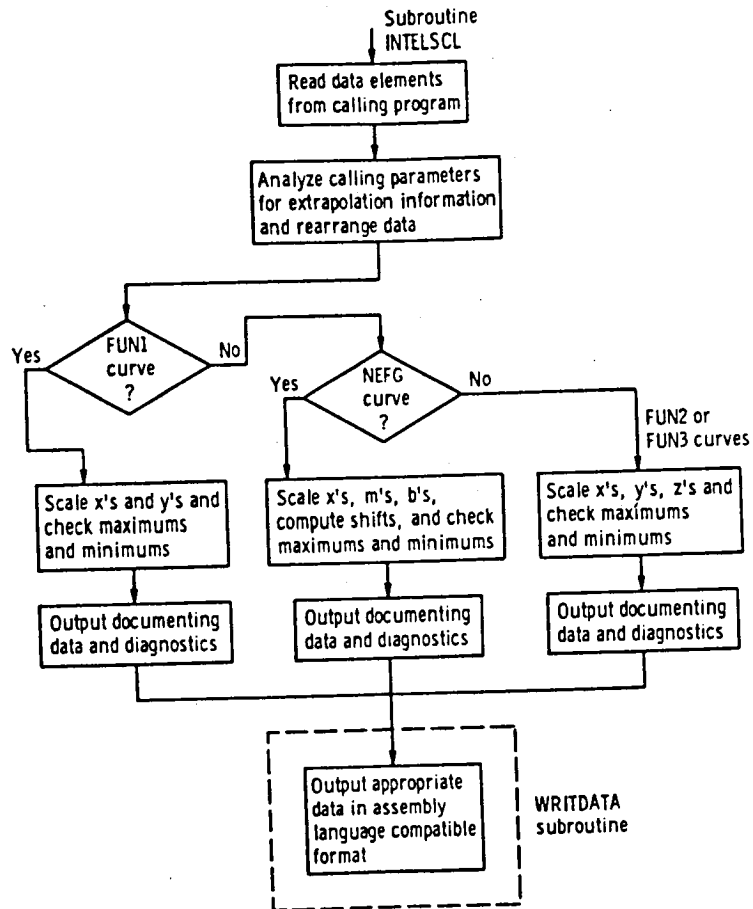 Subroutine
INTELSCL
Read data elements
from calling program
Analyze calling parameters
for extrapolation information
and rearrange data
Yes
FUN1
curve
?
No
Yes
NEFG
curve
?
No
FUN2 or
FUN3 curves
Scale x's and y's and
check maximums
and minimums
Scale x's, m's, b's,
compute shifts, and check
maximums and minimums
Scale x's, y's, z's and
check maximums
and minimums
Output documenting
data and diagnostics
Output documenting
data and diagnostics
Output documenting
data and diagnostics
Output appropriate
data in assembly
language compatible
format
WRITDATA
subroutine